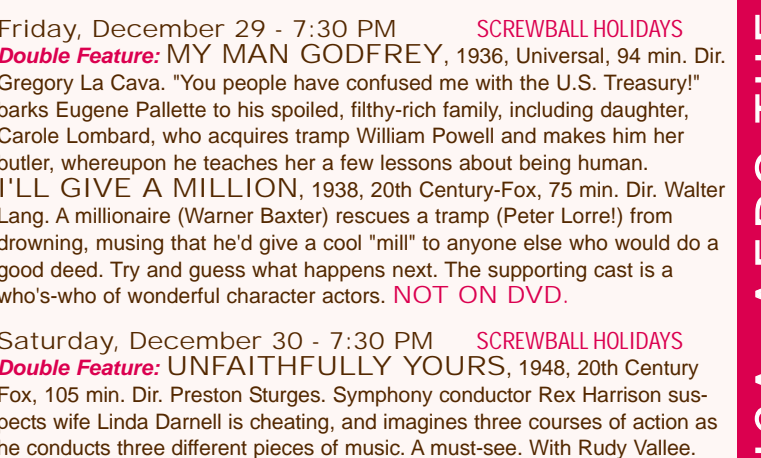 Friday, December 29 - 7:30 PM SCREWBALL HOLIDAYS
Double Feature: MY MAN GODFREY, 1936, Universal, 94 min. Dir.
Gregory La Cava. "You people have confused me with the U.S. Treasury!"
barks Eugene Pallette to his spoiled, filthy-rich family, including daughter,
Carole Lombard, who acquires tramp William Powell and makes him her
butler, whereupon he teaches her a few lessons about being human.
I'LL GIVE A MILLION, 1938, 20th Century-Fox, 75 min. Dir. Walter
Lang. A millionaire (Warner Baxter) rescues a tramp (Peter Lorre!) from
drowning, musing that he'd give a cool "mill" to anyone else who would do a
good deed. Try and guess what happens next. The supporting cast is a
who's-who of wonderful character actors. NOT ON DVD.
Saturday, December 30 - 7:30 PM SCREWBALL HOLIDAYS
Double Feature: UNFAITHFULLY YOURS, 1948, 20th Century
Fox, 105 min. Dir. Preston Sturges. Symphony conductor Rex Harrison sus-
pects wife Linda Darnell is cheating, and imagines three courses of action as
he conducts three different pieces of music. A must-see. With Rudy Vallee.